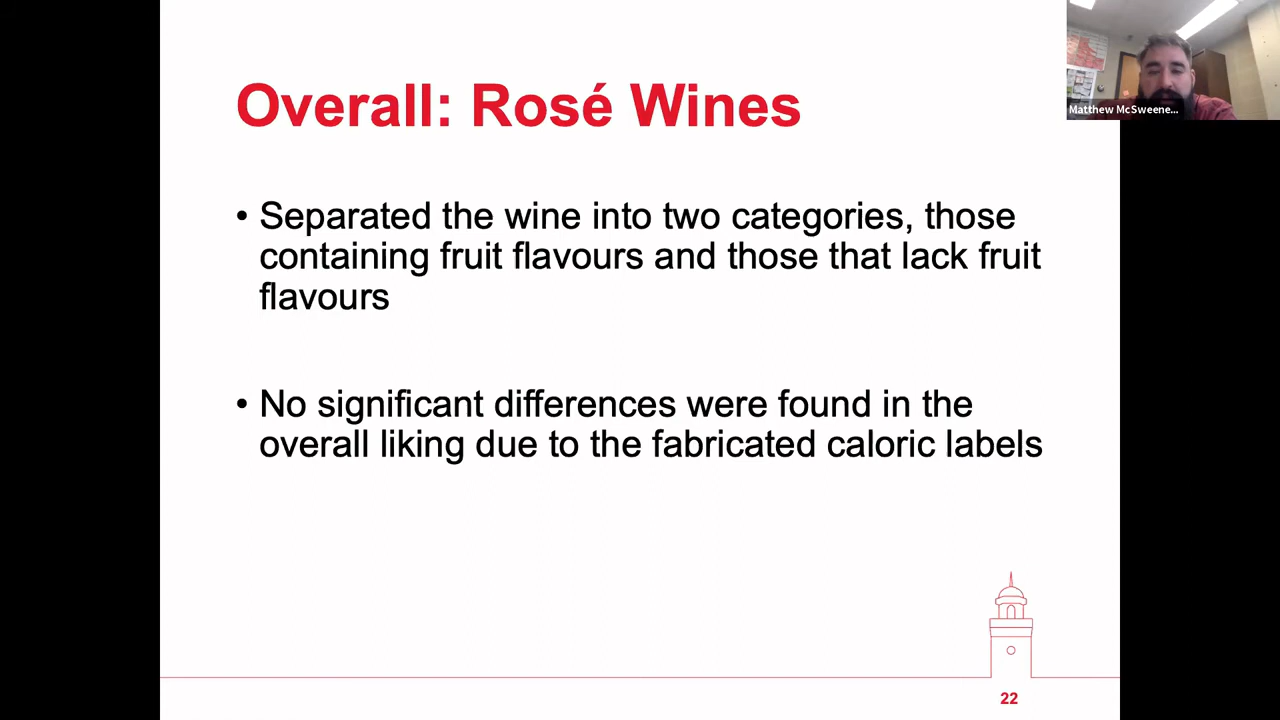 Overall: Rosé Wines
Matthew McSweene...
• Separated the wine into two categories, those
containing fruit flavours and those that lack fruit
flavours
• No significant differences were found in the
overall liking due to the fabricated caloric labels
22